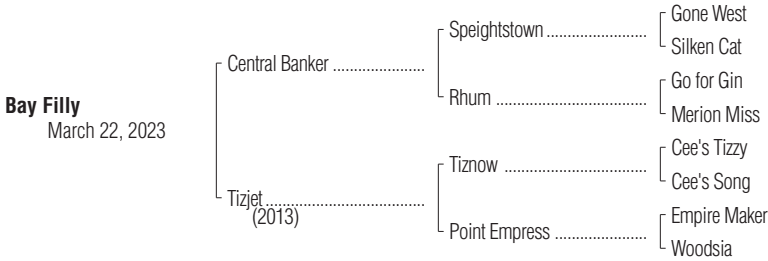 Gone West
Speightstown
Silken Cat
Central Banker
Go for Gin
Rhum
Merion Miss
Bay Filly
March 22, 2023
Cee's Tizzy
Tiznow
Cee's Song
Tizjet
(2013)
Empire Maker
Point Empress
Woodsia